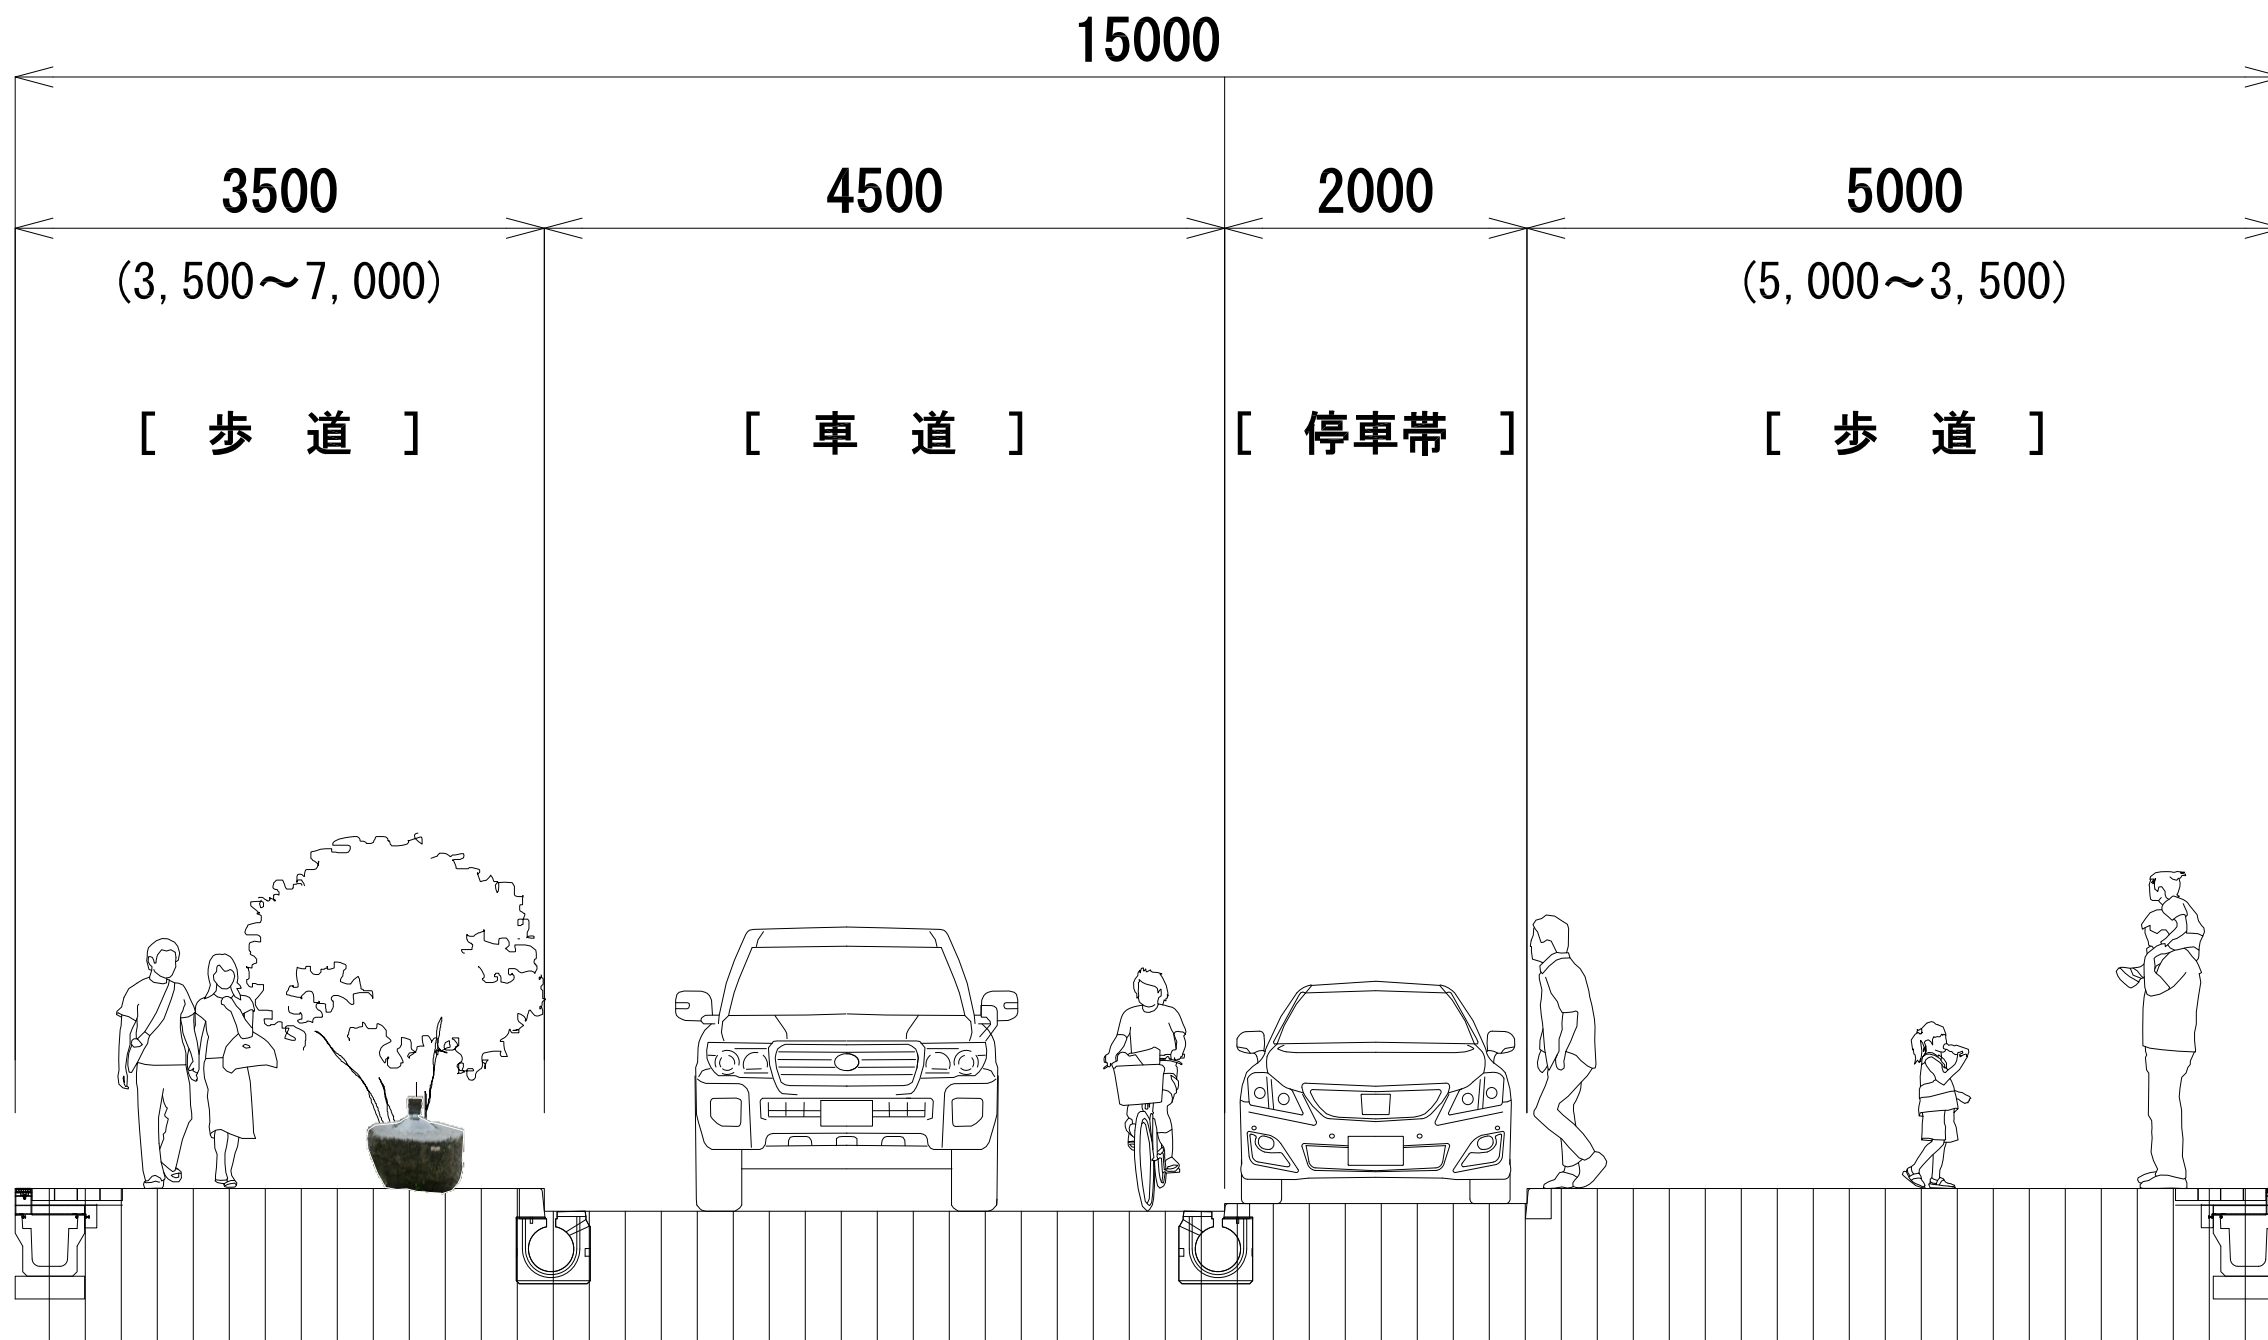 15000
3500 4500 2000 5000
(3,500～7,000) (5,000～3,500)
[ 歩 道 ] [ 車 道 ] [ 停車帯 ] [ 歩 道 ]